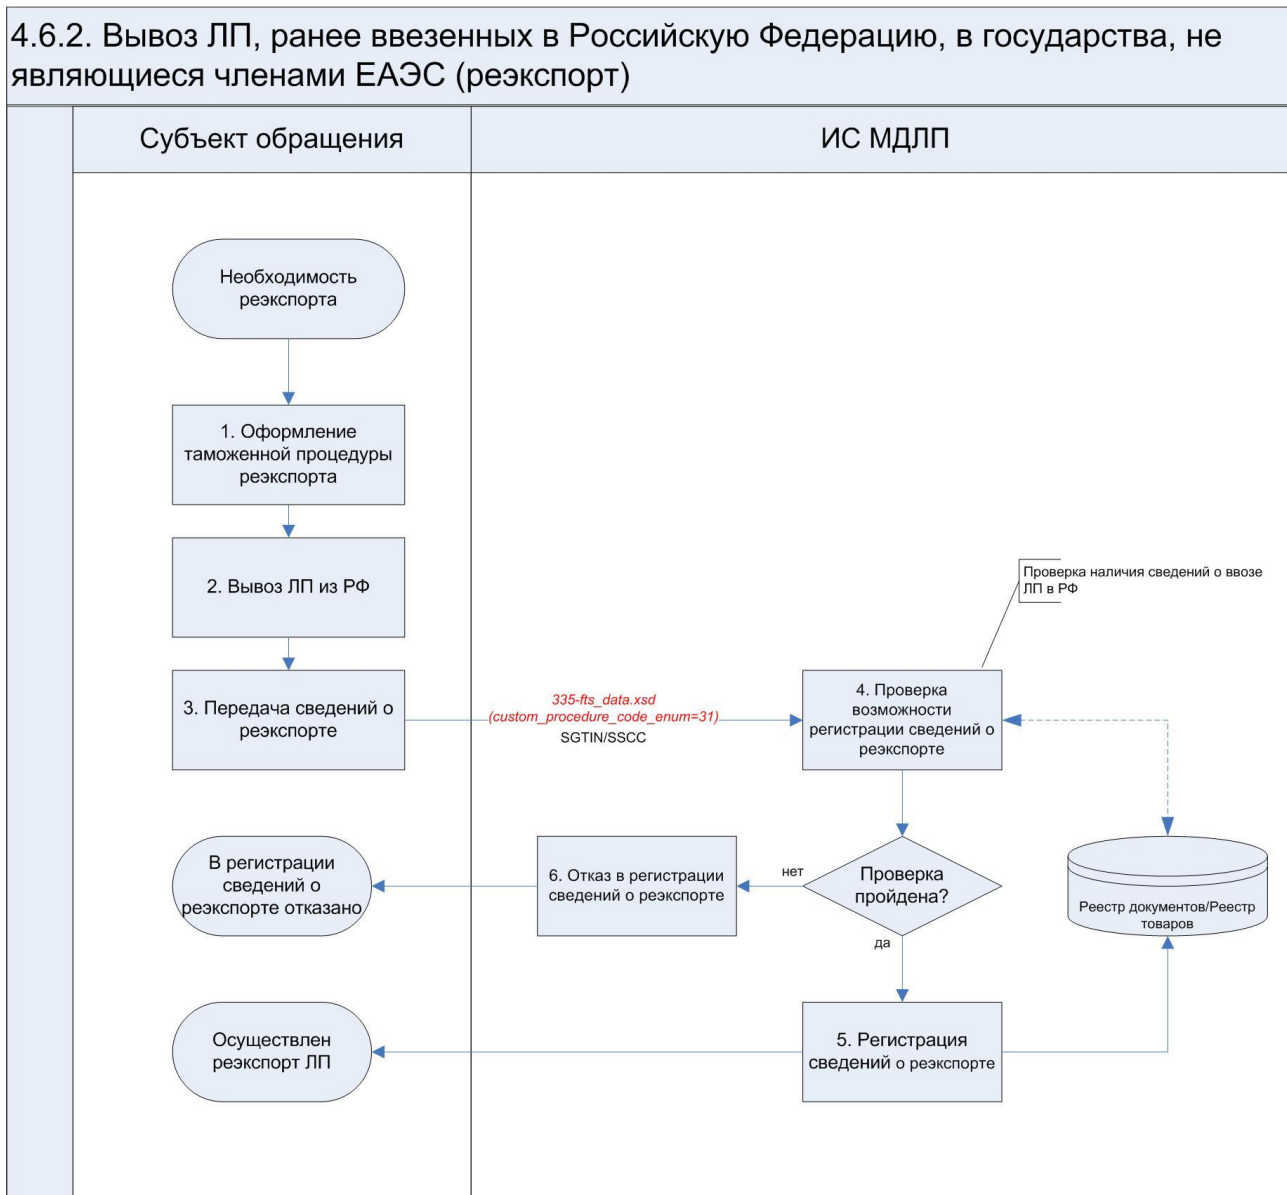 4.6.2. Вывоз ЛП, ранее ввезенных в Российскую Федерацию, в государства, не
являющиеся членами ЕАЭС (реэкспорт)
Субъект обращения
ИС МДЛП
Необходимость
реэкспорта
1. Оформление
таможенной процедуры
реэкспорта
2. Вывоз ЛП из РФ
Проверка наличия сведений о ввозе
ЛП в РФ
3. Передача сведений о
реэкспорте
335-fts_data.xsd
(custom_procedure_code_enum=31)
SGTIN/SSCC
4. Проверка
возможности
регистрации сведений о
реэкспорте
В регистрации
сведений о
реэкспорте отказано
6. Отказ в регистрации
сведений о реэкспорте
нет
Проверка
пройдена?
да
Реестр документов/Реестр
товаров
Осуществлен
реэкспорт ЛП
5. Регистрация
сведений о реэкспорте